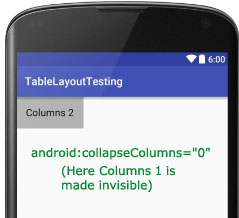 6:00
TableLayoutTesting
Columns 2
android:collapseColumns="0"
(Here Columns 1 is
made invisible)